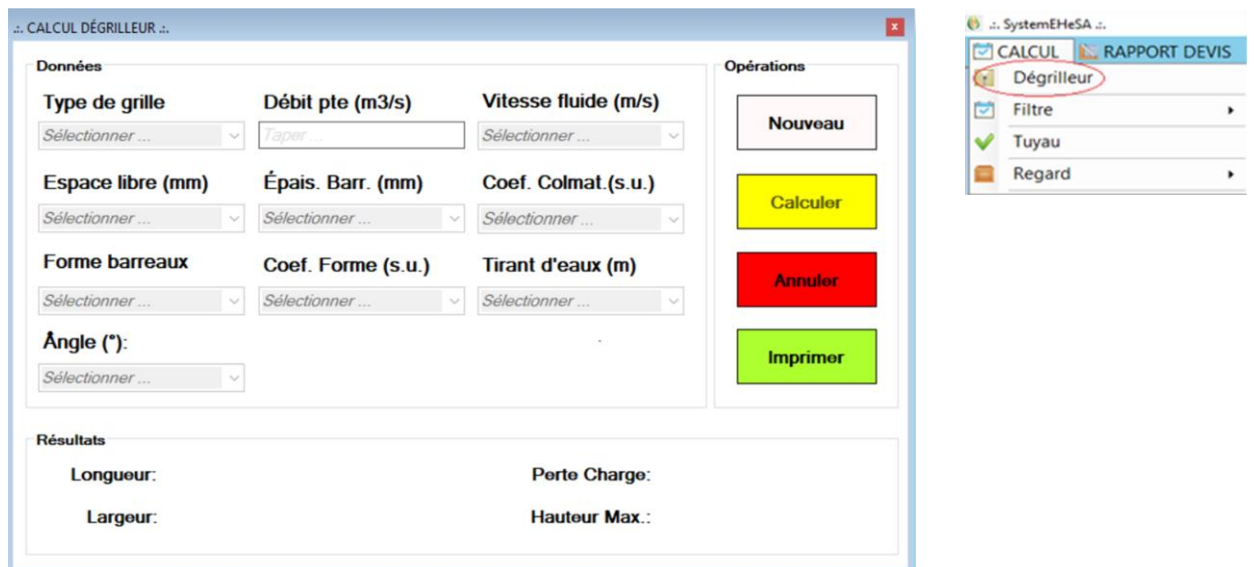 .:. CALCUL DÉGRILLEUR .:.
x
Données
Type de grille
Débit pte (m3/s)
Vitesse fluide (m/s)
Sélectionner ...
Taper ...
Sélectionner ...
Espace libre (mm)
Épais. Barr. (mm)
Coef. Colmat.(s.u.)
Sélectionner ...
Sélectionner ...
Sélectionner ...
Forme barreaux
Coef. Forme (s.u.)
Tirant d'eaux (m)
Sélectionner ...
Sélectionner ...
Sélectionner ...
Ângle (°):
Sélectionner ...
Opérations
Nouveau
Calculer
Annuler
Imprimer
Résultats
Longueur:
Perte Charge:
Largeur:
Hauteur Max.:
.:. SystemEHeSA .:.
CALCUL
RAPPORT DEVIS
Dégrilleur
Filtre
Tuyau
Regard